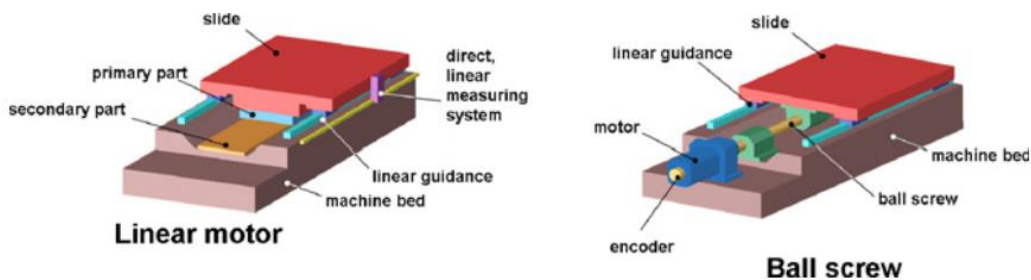 slide
primary part
secondary part
direct,
linear
measuring
system
linear guidance
machine bed
Linear motor
slide
linear guidance
motor
machine bed
ball screw
encoder
Ball screw